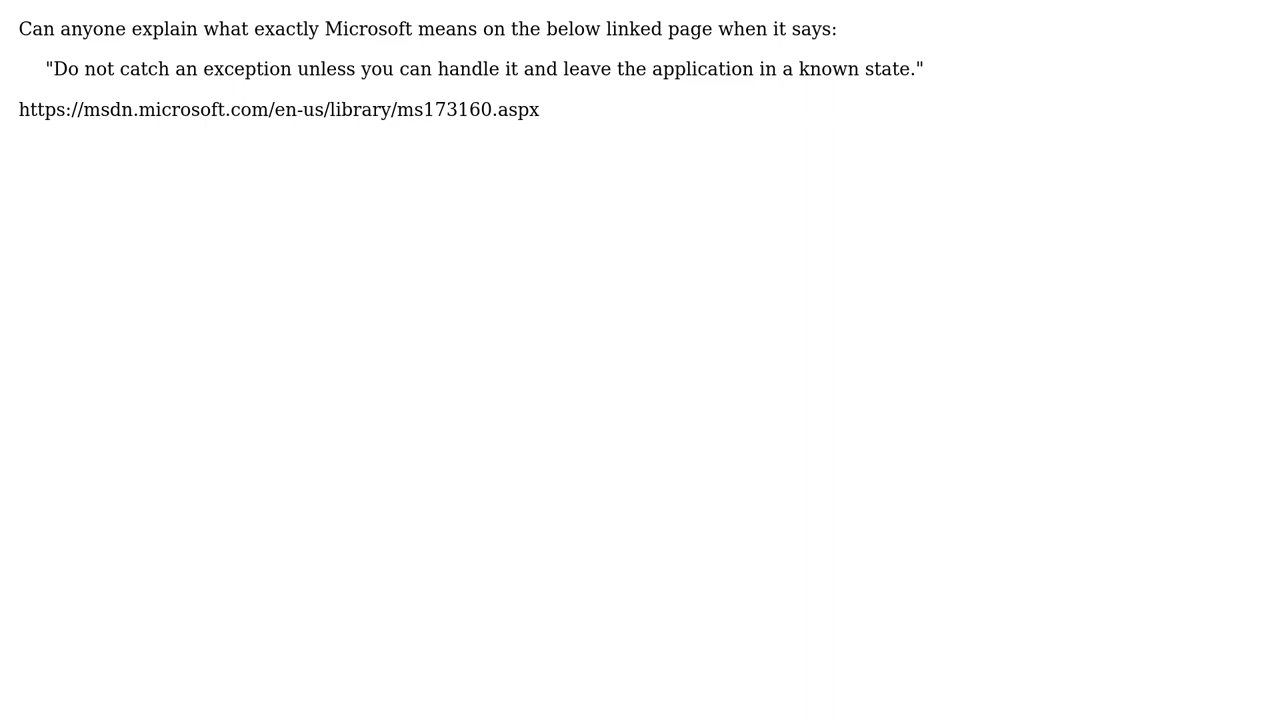 Can anyone explain what exactly Microsoft means on the below linked page when it says:
"Do not catch an exception unless you can handle it and leave the application in a known state."
https://msdn.microsoft.com/en-us/library/ms173160.aspx